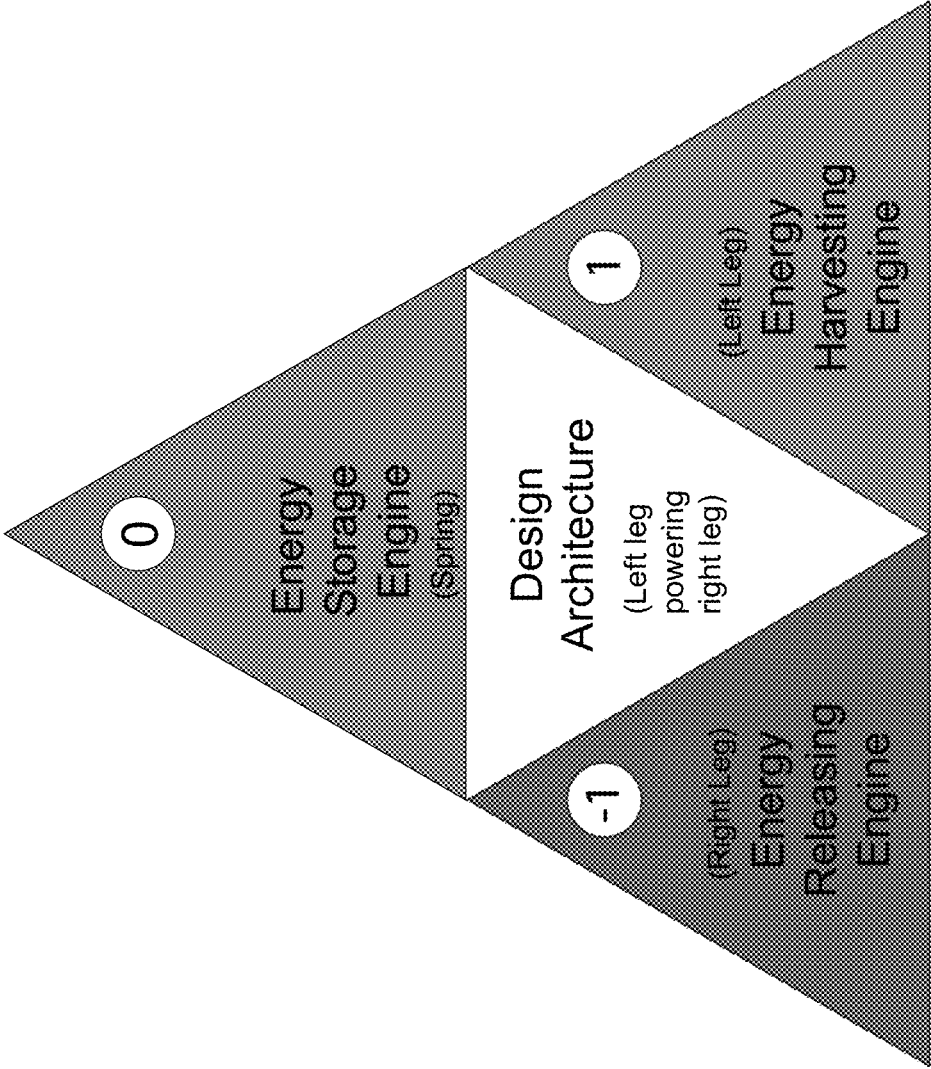 0
Energy
Storage
Engine
(Spring)
Design
Architecture
(Left leg
powering
right leg)
-1
(Right Leg)
Energy
Releasing
Engine
1
(Left Leg)
Energy
Harvesting
Engine